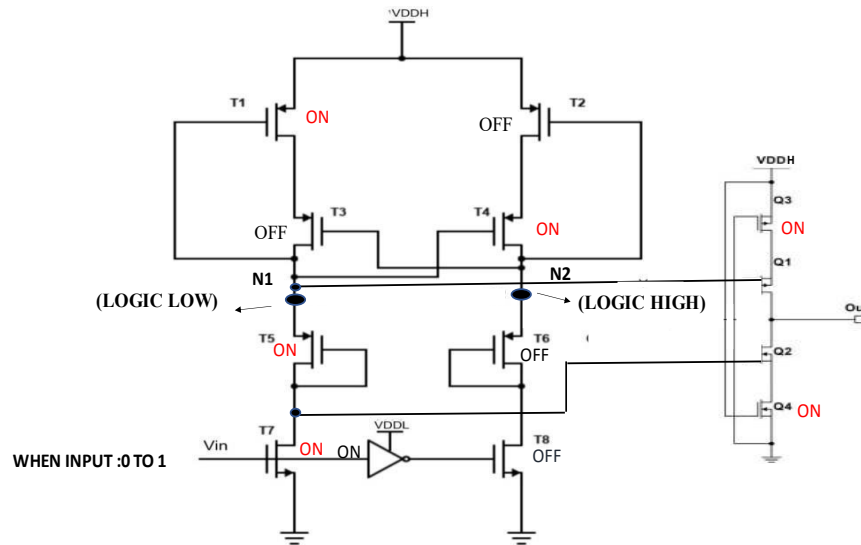 VDDH
T1
ON
OFF
T2
VDDH
Q3
ON
OFF
T3
T4
ON
Q1
N1
N2
(LOGIC LOW)
(LOGIC HIGH)
T5
ON
T6
OFF
Q2
Q4
ON
VDDL
T7
Vin
ON
ON
T8
OFF
WHEN INPUT :0 TO 1